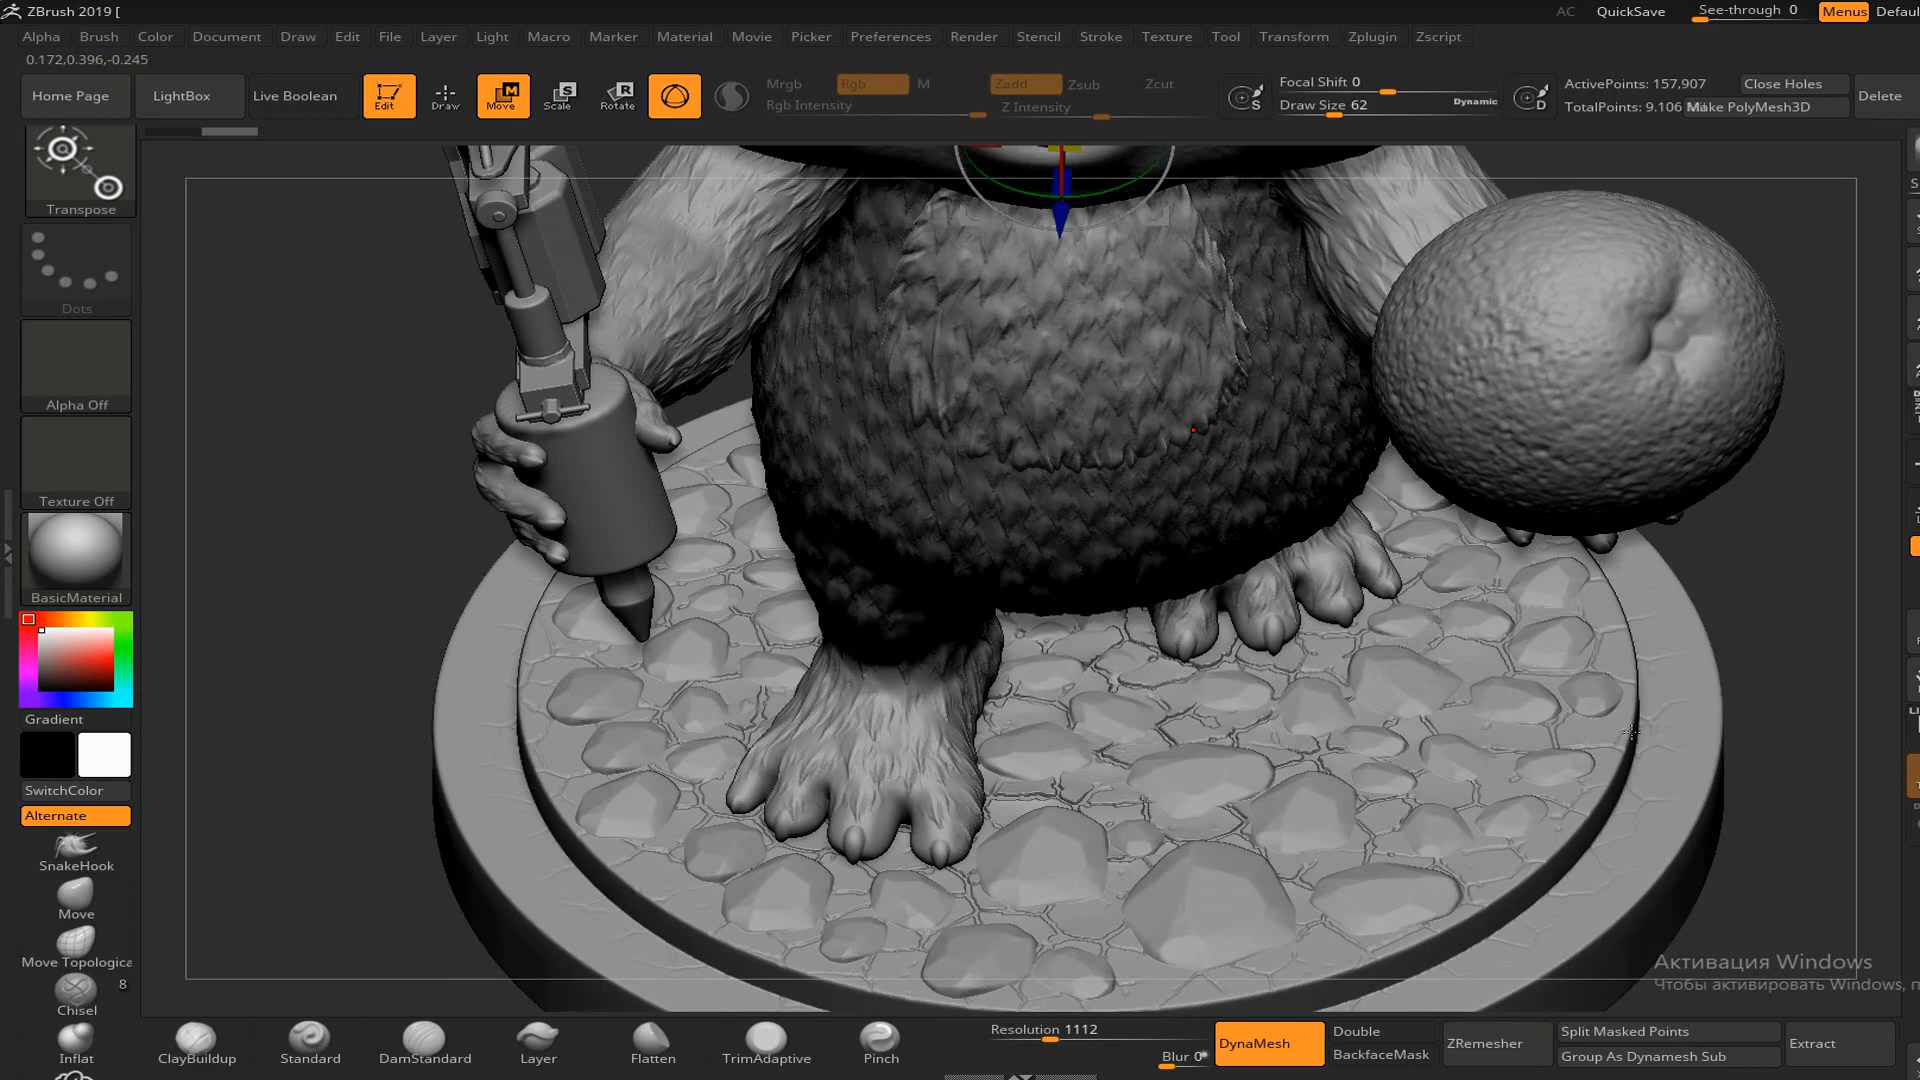 ZBrush 2019 [
AC QuickSave See-through 0 Menus Defaul
Alpha Brush Color Document Draw Edit File Layer Light Macro Marker Material Movie Picker Preferences Render Stencil Stroke Texture Tool Transform Zplugin Zscript
0.172,0.396,-0.245
Home Page LightBox Live Boolean Edit Draw Move Scale Rotate
Mrgb Rgb M
Rgb Intensity
Zadd Zsub Zcut
Z Intensity
S
Focal Shift 0
Draw Size 62 Dynamic
D
ActivePoints: 157,907
TotalPoints: 9.106 Mil
Close Holes
Make PolyMesh3D
Delete
Transpose
Dots
Alpha Off
Texture Off
BasicMaterial
Gradient
SwitchColor
Alternate
SnakeHook
Move
Move Topologica
8
Chisel
Inflat
ClayBuildup Standard DamStandard Layer Flatten TrimAdaptive Pinch
Resolution 1112
Blur 0
DynaMesh
Double
BackfaceMask
ZRemesher
Split Masked Points
Group As Dynamesh Sub
Extract
Активация Windows
Чтобы активировать Windows, п